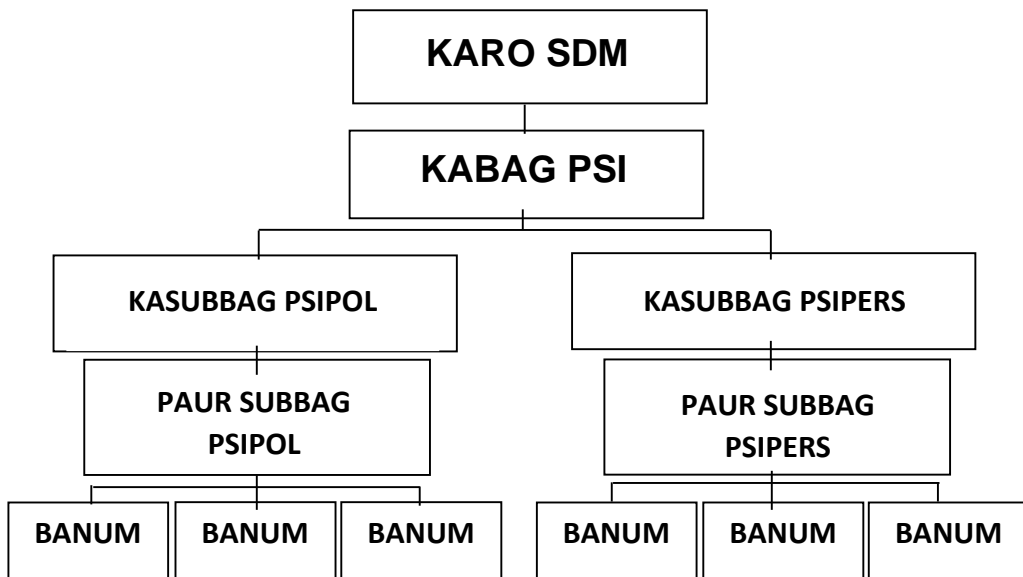 KARO SDM
KABAG PSI
KASUBBAG PSIPOL
KASUBBAG PSIPERS
PAUR SUBBAG
PSIPOL
PAUR SUBBAG
PSIPERS
BANUM
BANUM
BANUM
BANUM
BANUM
BANUM